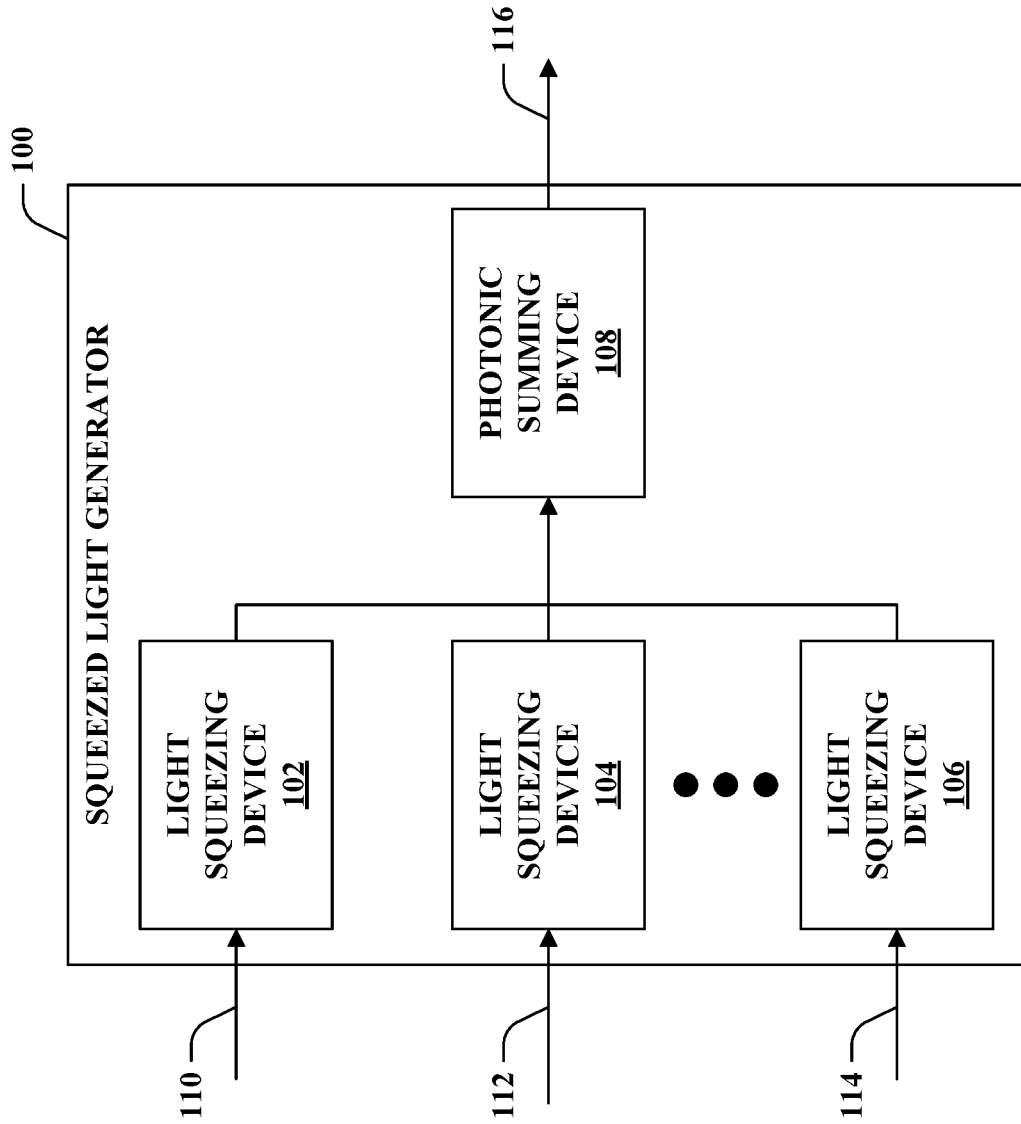 100
SQUEEZED LIGHT GENERATOR
110
LIGHT
SQUEEZING
DEVICE
102
112
LIGHT
SQUEEZING
DEVICE
104
114
LIGHT
SQUEEZING
DEVICE
106
PHOTONIC
SUMMING
DEVICE
108
116